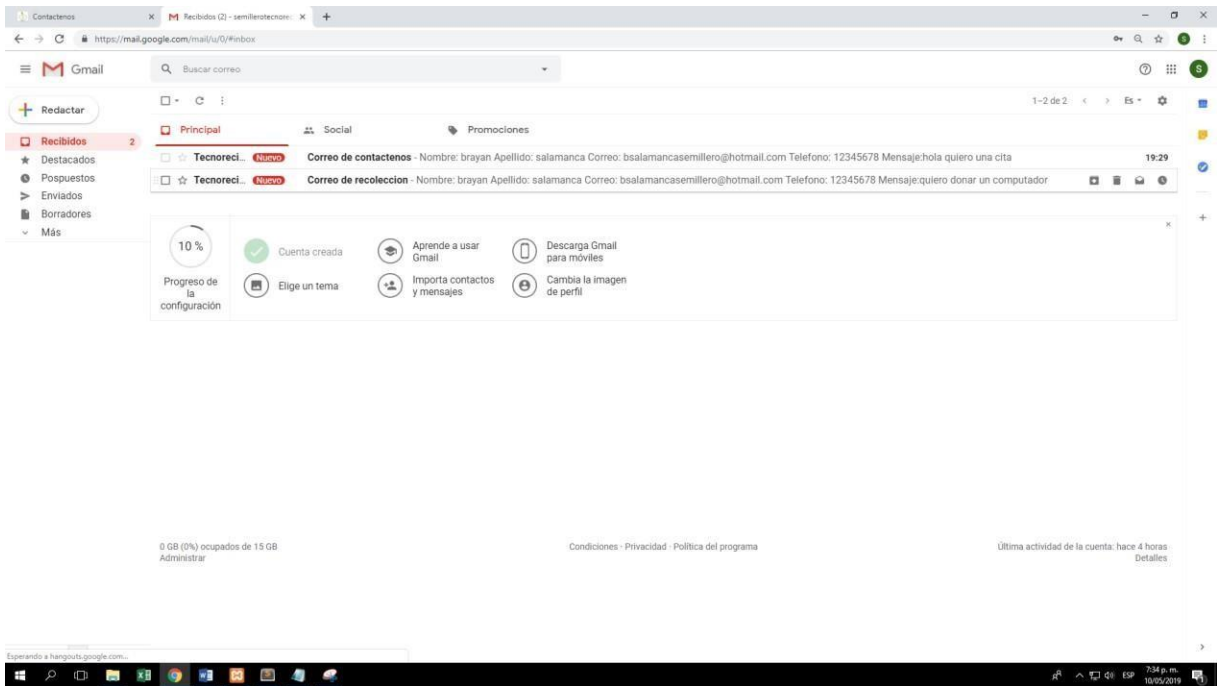 Contactenos
Recibidos (2) - semillerotecnorec
https://mail.google.com/mail/u/0/#inbox
Gmail
Buscar correo
S
Redactar
1–2 de 2
Es
Principal
Social
Promociones
Recibidos 2
Destacados
Pospuestos
Enviados
Borradores
Más
Tecnoreci... Nuevo Correo de contactenos - Nombre: brayan Apellido: salamanca Correo: bsalamancasemillero@hotmail.com Telefono: 12345678 Mensaje:hola quiero una cita 19:29
Tecnoreci... Nuevo Correo de recoleccion - Nombre: brayan Apellido: salamanca Correo: bsalamancasemillero@hotmail.com Telefono: 12345678 Mensaje:quiero donar un computador
10 %
Progreso de
la
configuración
Cuenta creada
Aprende a usar
Gmail
Descarga Gmail
para móviles
Elige un tema
Importa contactos
y mensajes
Cambia la imagen
de perfil
0 GB (0%) ocupados de 15 GB
Administrar
Condiciones · Privacidad · Política del programa
Última actividad de la cuenta: hace 4 horas
Detalles
Esperando a hangouts.google.com...
ESP
7:34 p. m.
10/05/2019